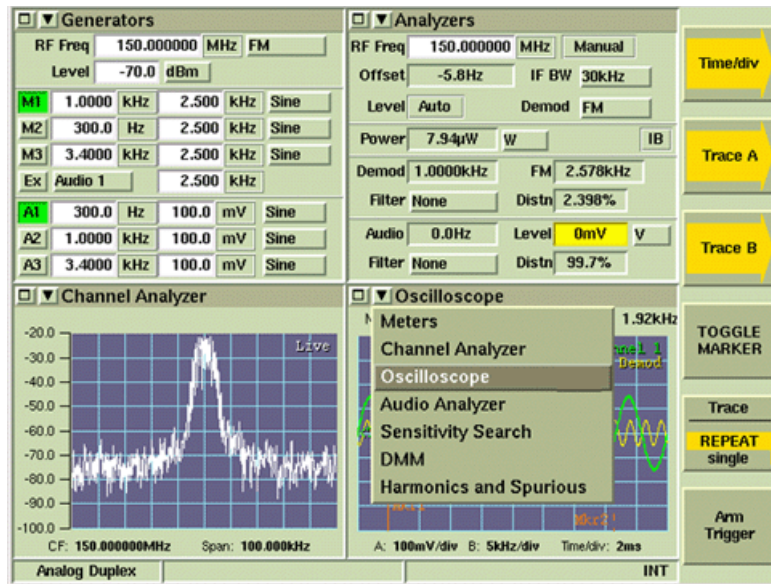 Generators
RF Freq 150.000000 MHz FM
Level -70.0 dBm
M1 1.0000 kHz 2.500 kHz Sine
M2 300.0 Hz 2.500 kHz Sine
M3 3.4000 kHz 2.500 kHz Sine
Ex Audio 1 2.500 kHz
A1 300.0 Hz 100.0 mV Sine
A2 1.0000 kHz 100.0 mV Sine
A3 3.4000 kHz 100.0 mV Sine
Analyzers
RF Freq 150.000000 MHz Manual
Offset -5.8Hz IF BW 30kHz
Level Auto Demod FM
Power 7.94µW W IB
Demod 1.0000kHz FM 2.578kHz
Filter None Distn 2.398%
Audio 0.0Hz Level 0mV V
Filter None Distn 99.7%
Channel Analyzer
Live
-20.0
-30.0
-40.0
-50.0
-60.0
-70.0
-80.0
-90.0
-100.0
CF: 150.000000MHz Span: 100.000kHz
Oscilloscope
1.92kHz
Demod
Meters
Channel Analyzer
Oscilloscope
Audio Analyzer
Sensitivity Search
DMM
Harmonics and Spurious
A: 100mV/div B: 5kHz/div Time/div: 2ms
Time/div
Trace A
Trace B
TOGGLE
MARKER
Trace
REPEAT
single
Arm
Trigger
Analog Duplex
INT